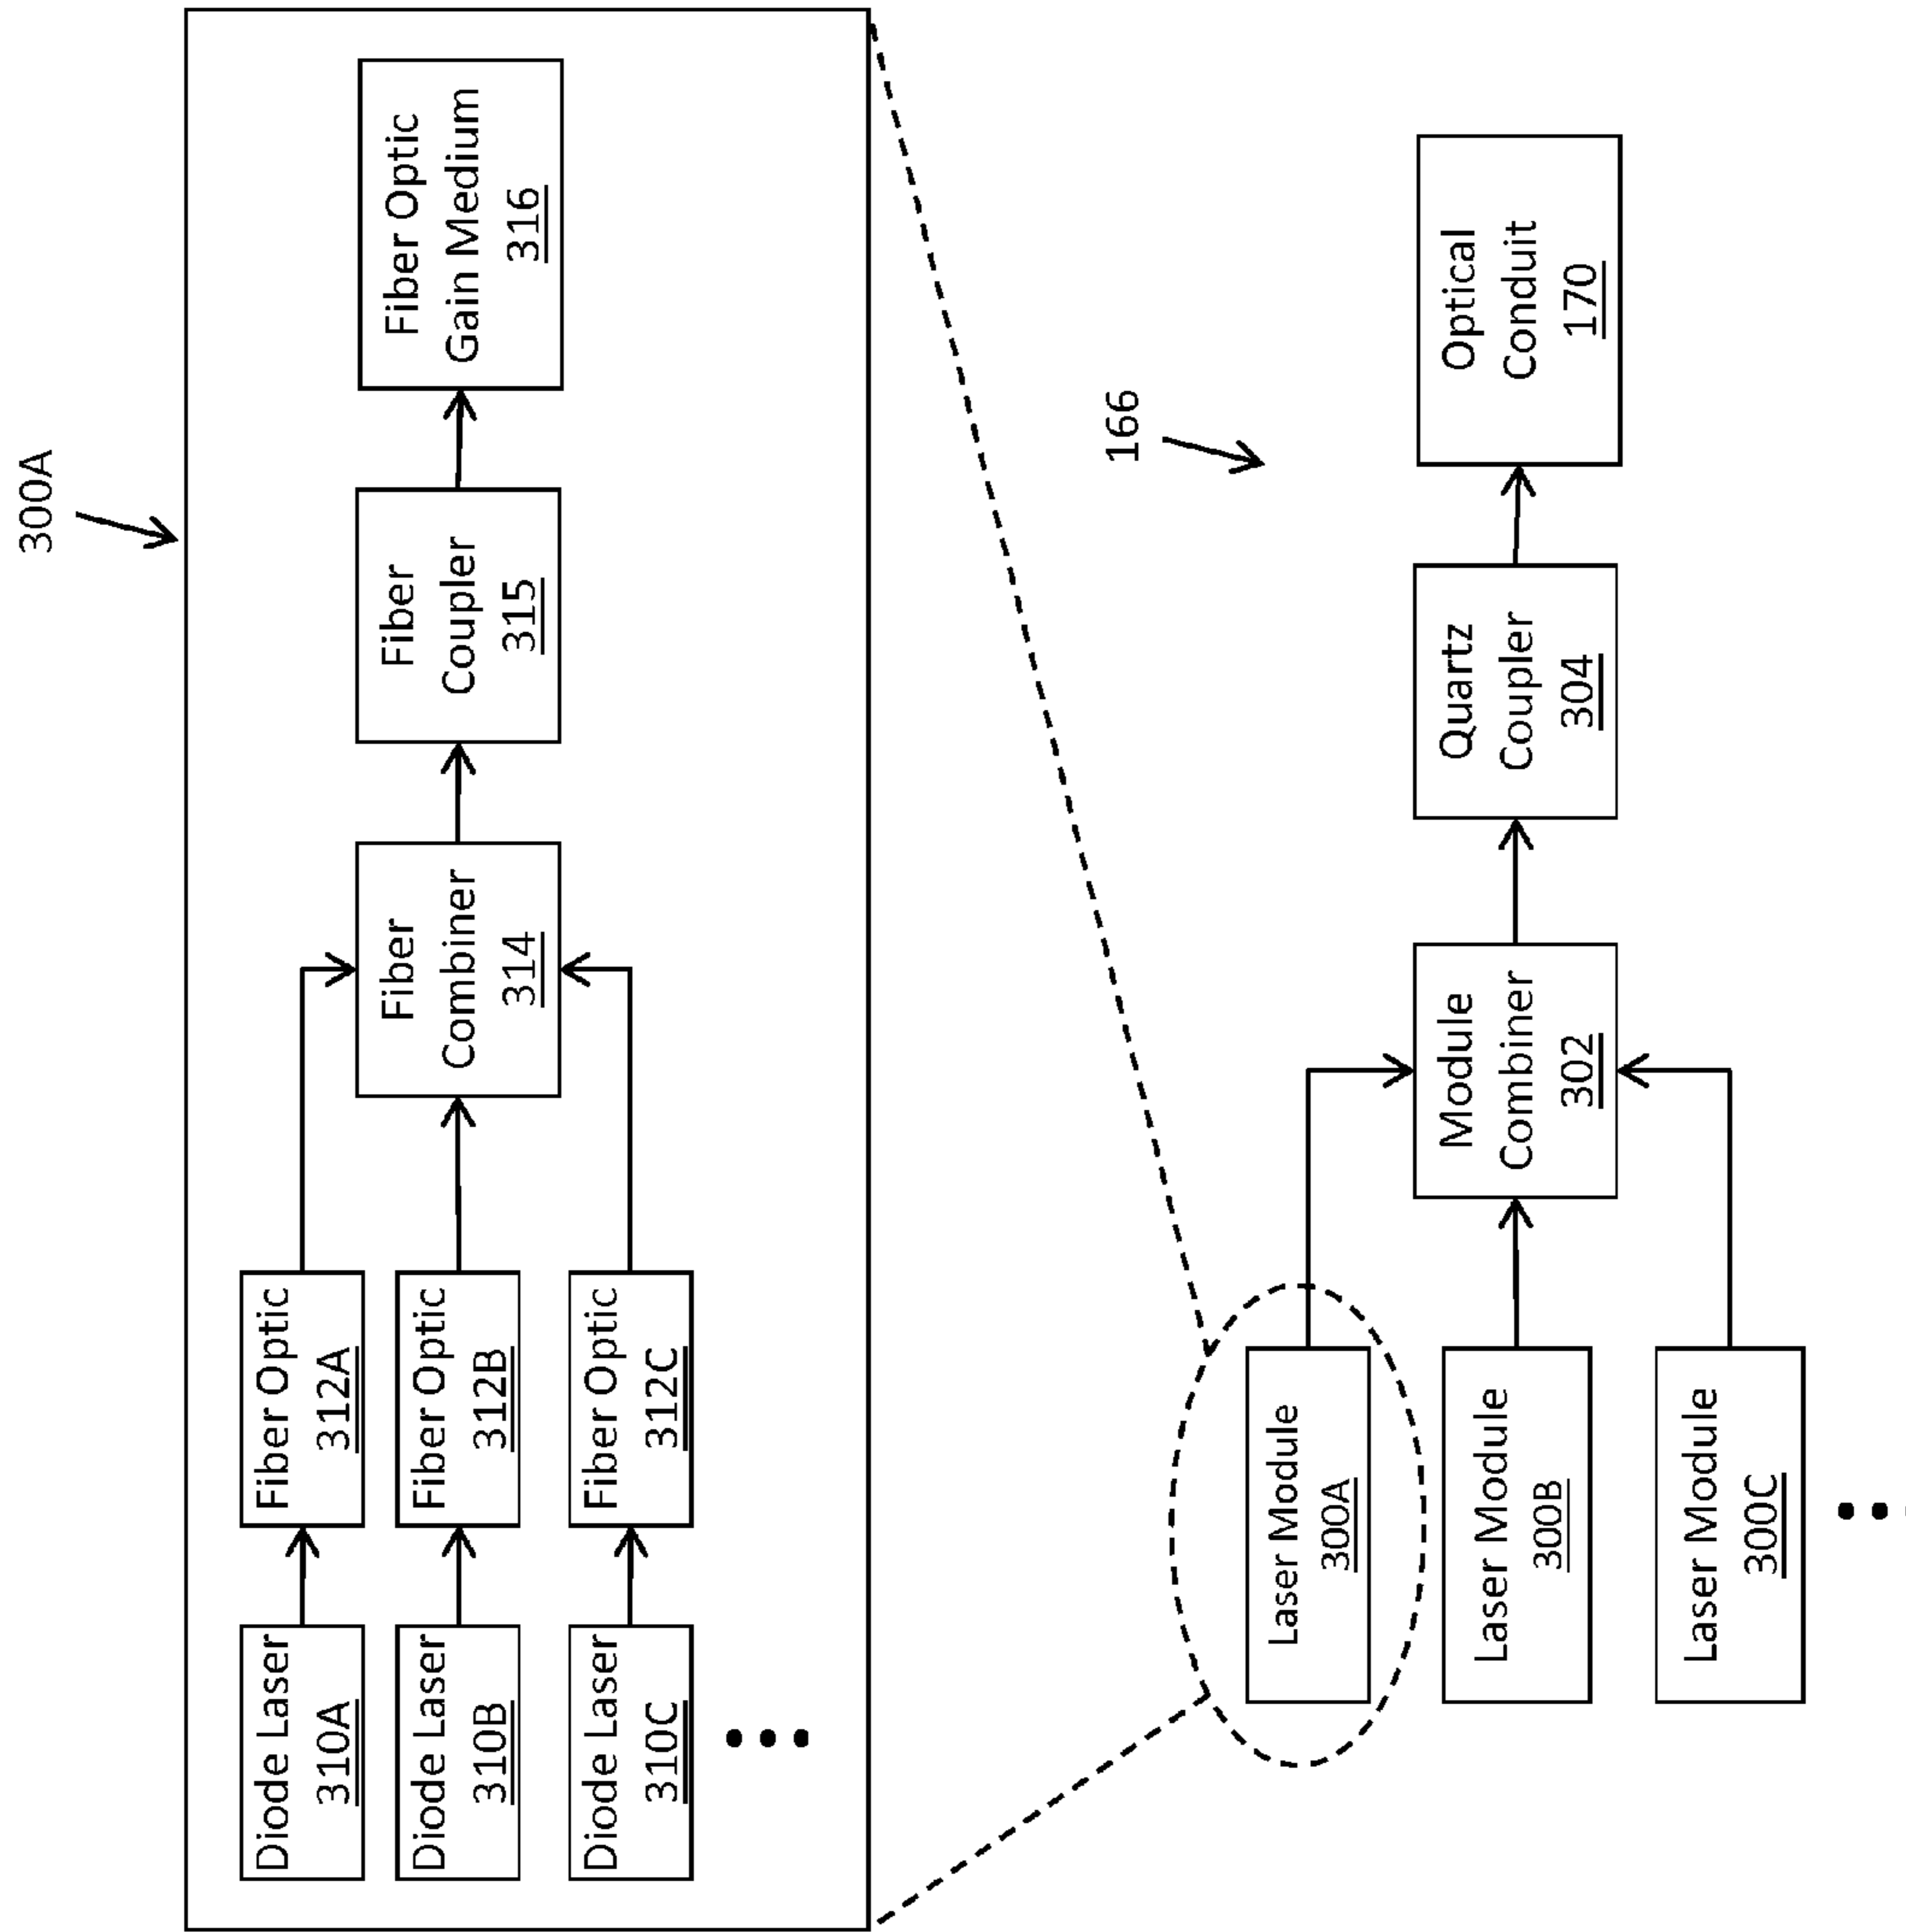 300A
Diode Laser
310A
Fiber Optic
312A
Diode Laser
310B
Fiber Optic
312B
Diode Laser
310C
Fiber Optic
312C
Fiber
Combiner
314
Fiber
Coupler
315
Fiber Optic
Gain Medium
316
166
Laser Module
300A
Laser Module
300B
Laser Module
300C
Module
Combiner
302
Quartz
Coupler
304
Optical
Conduit
170